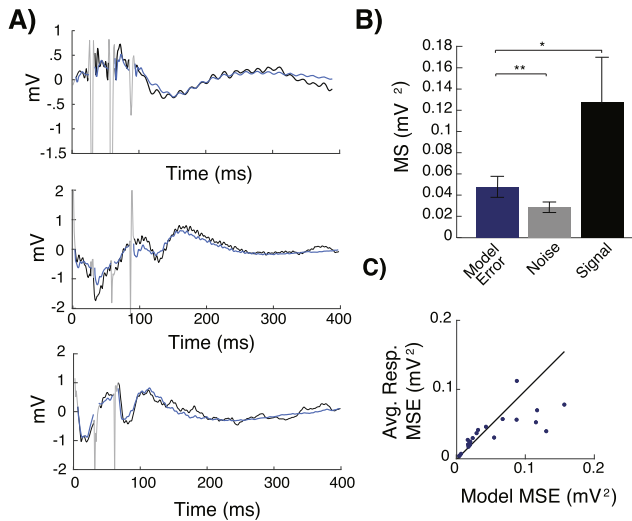 A)
1
.5
0
-.5
-1
-1.5
mV
Time (ms)
2
1
0
-1
-2
mV
0 100 200 300 400
Time (ms)
2
1
0
-1
-2
mV
0 100 200 300 400
Time (ms)
B)
0.18
0.16
0.14
0.12
0.1
0.08
0.06
0.04
0.02
0
MS (mV 2)
*
**
Model
Error
Noise
Signal
C)
0.2
0.1
0
Avg. Resp.
MSE (mV2)
0 0.1 0.2
Model MSE (mV2)